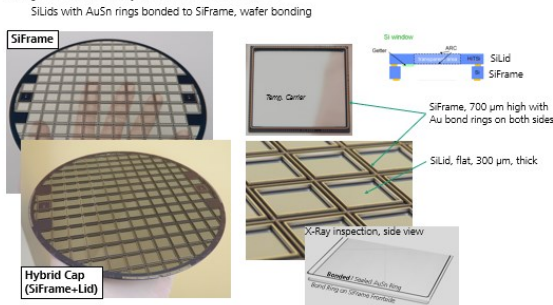 SiLids with AuSn rings bonded to SiFrame, wafer bonding
SiFrame
Hybrid Cap
(SiFrame+Lid)
Temp. Carrier
Si window
Getter
ARC
HTSi
Si
SiLid
SiFrame
SiFrame, 700 µm high with
Au bond rings on both sides
SiLid, flat, 300 µm, thick
X-Ray inspection, side view
Bonded / Sealed AuSn Ring
Bond Ring on SiFrame Frontside